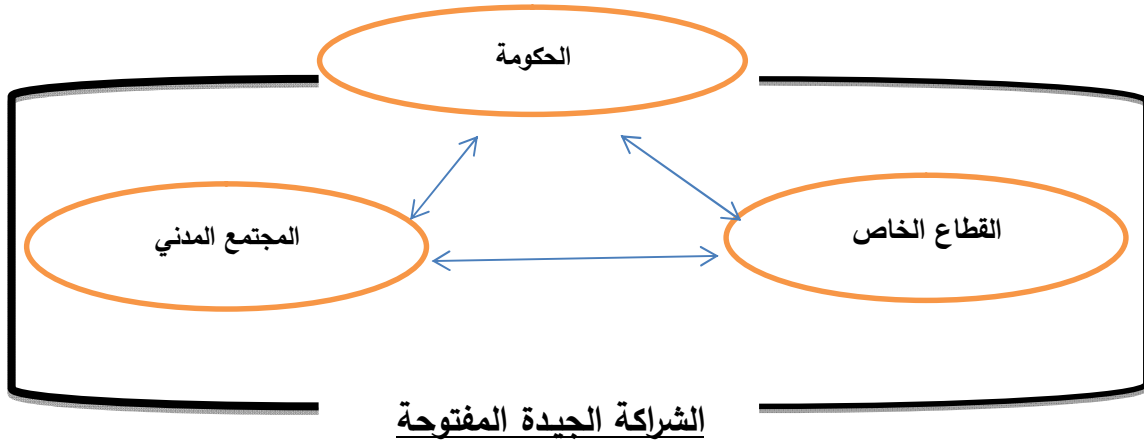 الحكومة
القطاع الخاص
المجتمع المدني
الشراكة الجيدة المفتوحة